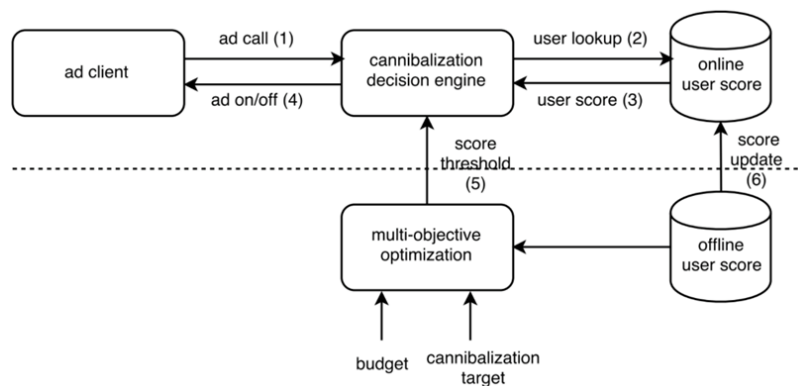 ad client
ad call (1)
ad on/off (4)
cannibalization
decision engine
user lookup (2)
user score (3)
online
user score
score
threshold
(5)
score
update
(6)
multi-objective
optimization
offline
user score
budget
cannibalization
target